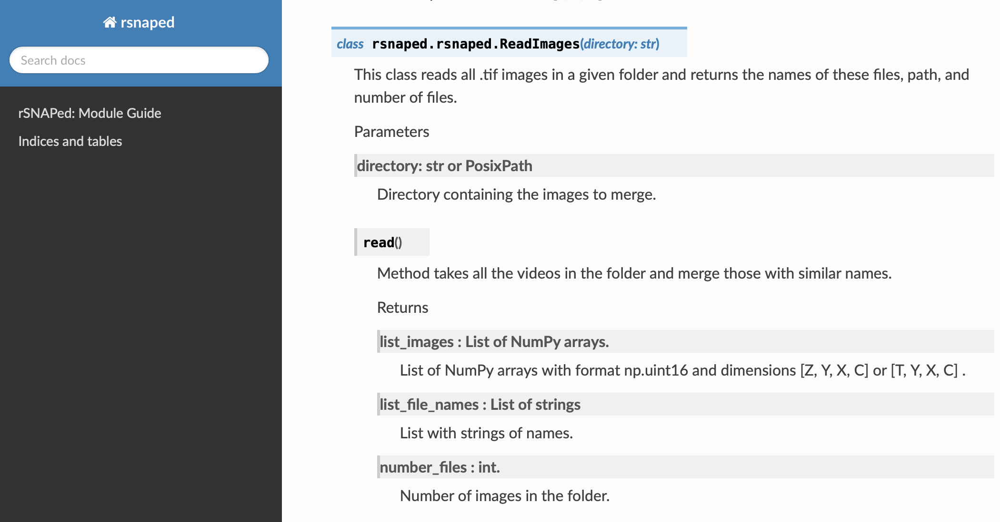 rsnaped
Search docs
rSNAPed: Module Guide
Indices and tables
class rsnaped.rsnaped.ReadImages(directory: str)
This class reads all .tif images in a given folder and returns the names of these files, path, and
number of files.
Parameters
directory: str or PosixPath
Directory containing the images to merge.
read()
Method takes all the videos in the folder and merge those with similar names.
Returns
list_images : List of NumPy arrays.
List of NumPy arrays with format np.uint16 and dimensions [Z, Y, X, C] or [T, Y, X, C] .
list_file_names : List of strings
List with strings of names.
number_files : int.
Number of images in the folder.